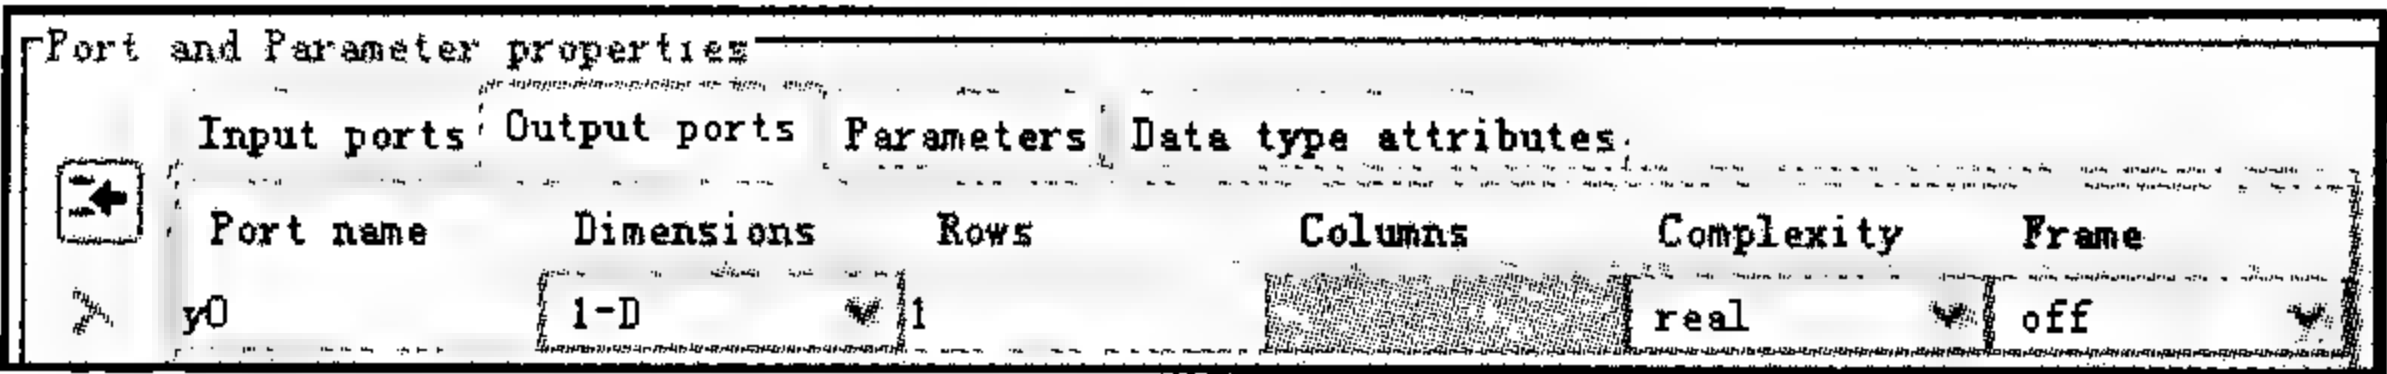 Port and Parameter properties
Input ports Output ports Parameters Data type attributes
Port name Dimensions Rows Columns Complexity Frame
y0 1-D 1 real off